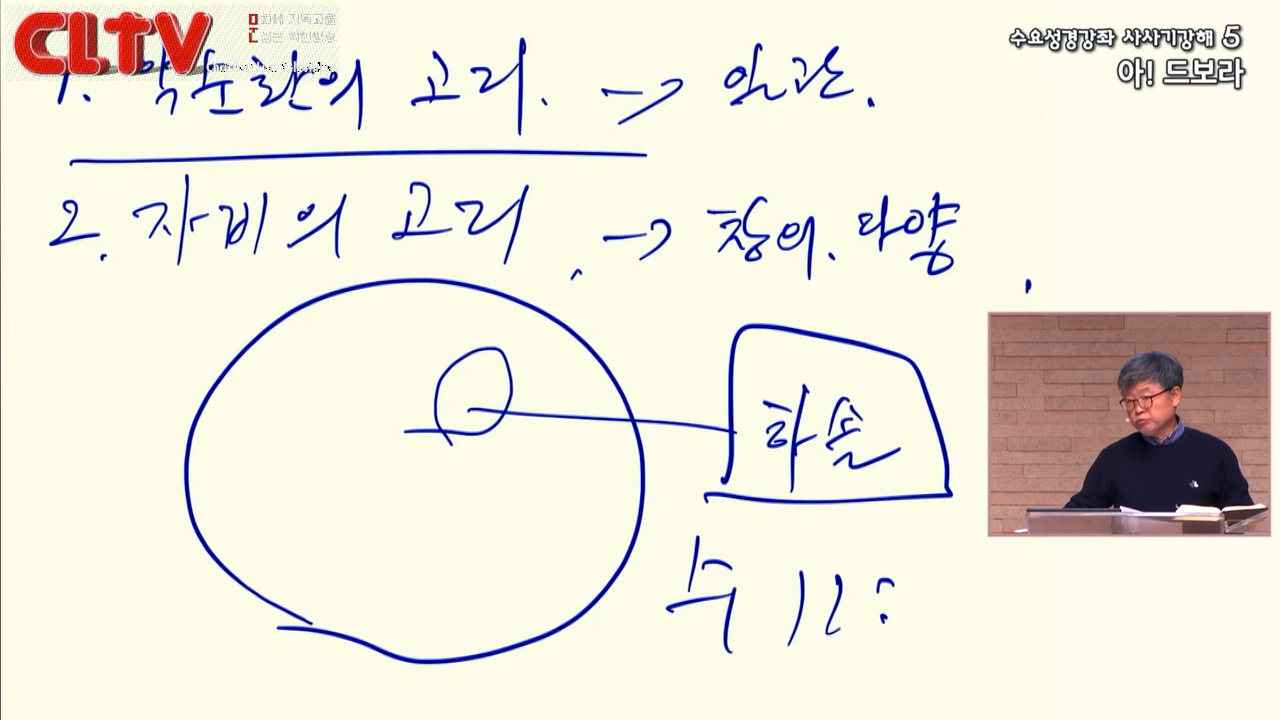 CLTV
수요성경강좌 사사기강해 5
아! 드보라
1. 악순환의 고리. → 일관.
2. 자비의 고리. → 창의. 다양.
하솔
수 11: